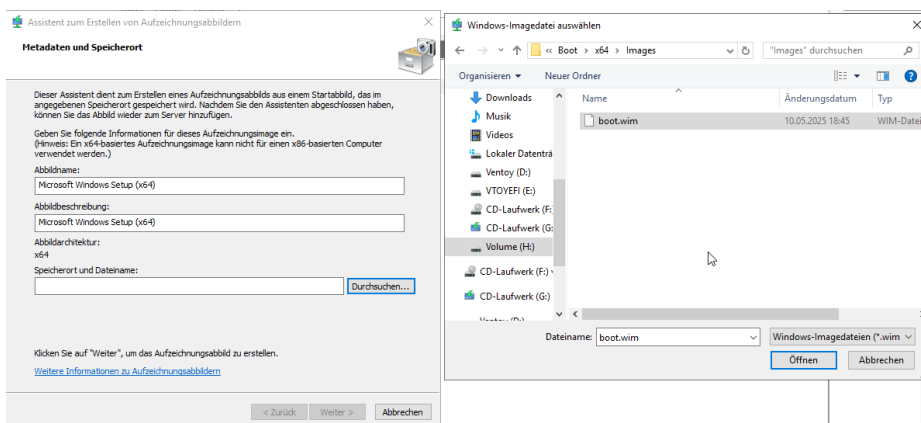 Assistent zum Erstellen von Aufzeichnungsabbildern
Metadaten und Speicherort
Dieser Assistent dient zum Erstellen eines Aufzeichnungsabbilds aus einem Startabbild, das im
angegebenen Speicherort gespeichert wird. Nachdem Sie den Assistenten abgeschlossen haben,
können Sie das Abbild wieder zum Server hinzufügen.
Geben Sie folgende Informationen für dieses Aufzeichnungsimage ein.
(Hinweis: Ein x64-basiertes Aufzeichnungsimage kann nicht für einen x86-basierten Computer
verwendet werden.)
Abbildname:
Microsoft Windows Setup (x64)
Abbildbeschreibung:
Microsoft Windows Setup (x64)
Abbildarchitektur:
x64
Speicherort und Dateiname:
Durchsuchen...
Klicken Sie auf "Weiter", um das Aufzeichnungsabbild zu erstellen.
Weitere Informationen zu Aufzeichnungsabbildern
< Zurück Weiter > Abbrechen
Windows-Imagedatei auswählen
« Boot › x64 › Images
"Images" durchsuchen
Organisieren Neuer Ordner
Downloads
Musik
Videos
Lokaler Datenträ
Ventoy (D:)
VTOYEFI (E:)
CD-Laufwerk (F:
CD-Laufwerk (G:
Volume (H:)
CD-Laufwerk (F:)
CD-Laufwerk (G:)
Name Änderungsdatum Typ
boot.wim 10.05.2025 18:45 WIM-Datei
Dateiname: boot.wim Windows-Imagedateien (*.wim
Öffnen Abbrechen